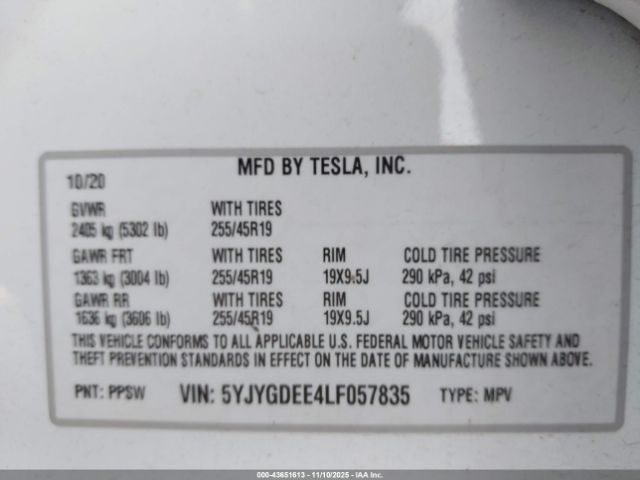 MFD BY TESLA, INC.
10/20
GVWR WITH TIRES
2405 kg (5302 lb) 255/45R19
GAWR FRT WITH TIRES RIM COLD TIRE PRESSURE
1363 kg (3004 lb) 255/45R19 19X9.5J 290 kPa, 42 psi
GAWR RR WITH TIRES RIM COLD TIRE PRESSURE
1636 kg (3606 lb) 255/45R19 19X9.5J 290 kPa, 42 psi
THIS VEHICLE CONFORMS TO ALL APPLICABLE U.S. FEDERAL MOTOR VEHICLE SAFETY AND
THEFT PREVENTION STANDARDS IN EFFECT ON THE DATE OF MANUFACTURE SHOWN ABOVE.
PNT: PPSW VIN: 5YJYGDEE4LF057835 TYPE: MPV
000-43651613 - 11/10/2025 - IAA Corp.